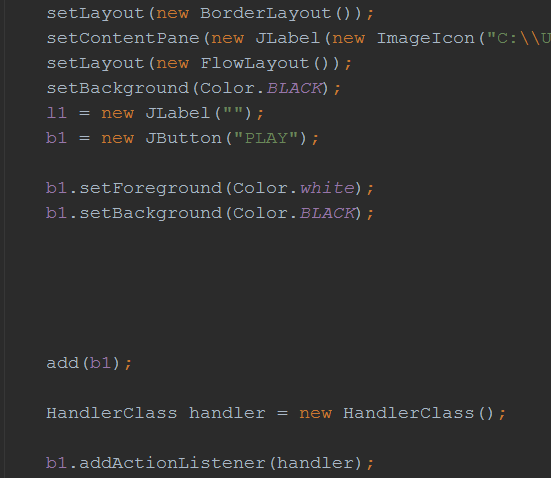 setLayout(new BorderLayout());
setContentPane(new JLabel(new ImageIcon("C:\\U
setLayout(new FlowLayout());
setBackground(Color.BLACK);
l1 = new JLabel("");
b1 = new JButton("PLAY");
b1.setForeground(Color.white);
b1.setBackground(Color.BLACK);
add(b1);
HandlerClass handler = new HandlerClass();
b1.addActionListener(handler);